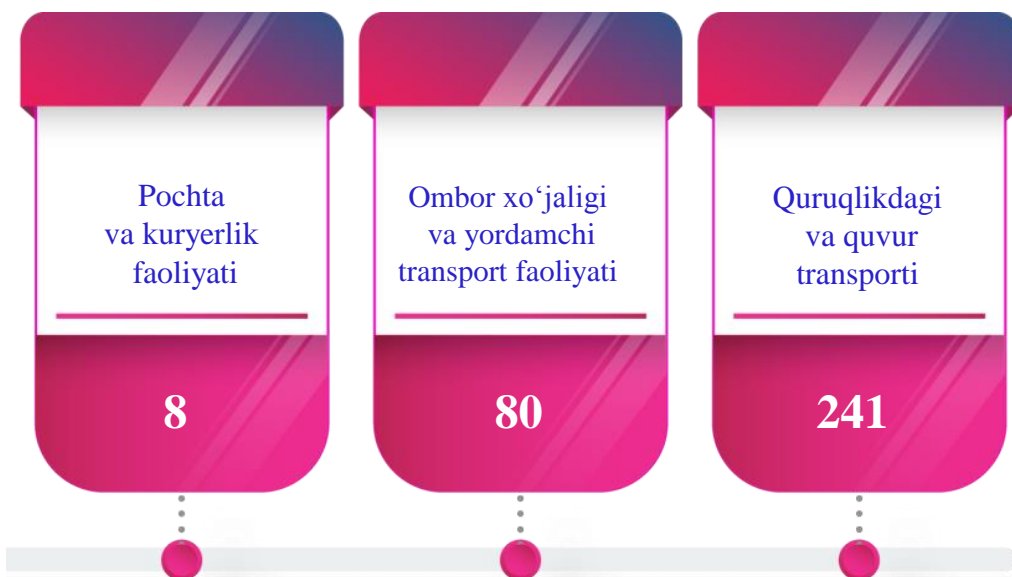 Pochta
va kuryerlik
faoliyati
8
Ombor xo‘jaligi
va yordamchi
transport faoliyati
80
Quruqlikdagi
va quvur
transporti
241